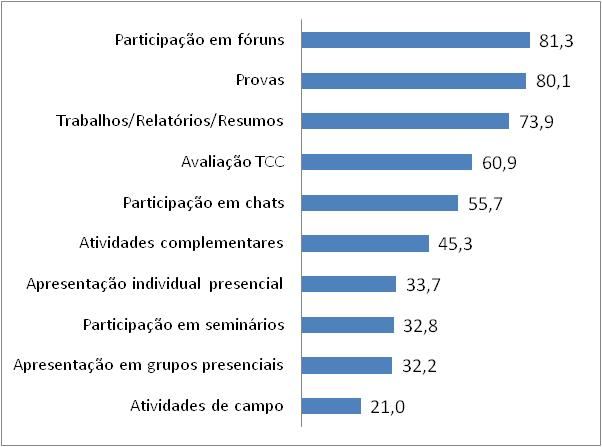 Participação em fóruns 81,3
Provas 80,1
Trabalhos/Relatórios/Resumos 73,9
Avaliação TCC 60,9
Participação em chats 55,7
Atividades complementares 45,3
Apresentação individual presencial 33,7
Participação em seminários 32,8
Apresentação em grupos presenciais 32,2
Atividades de campo 21,0